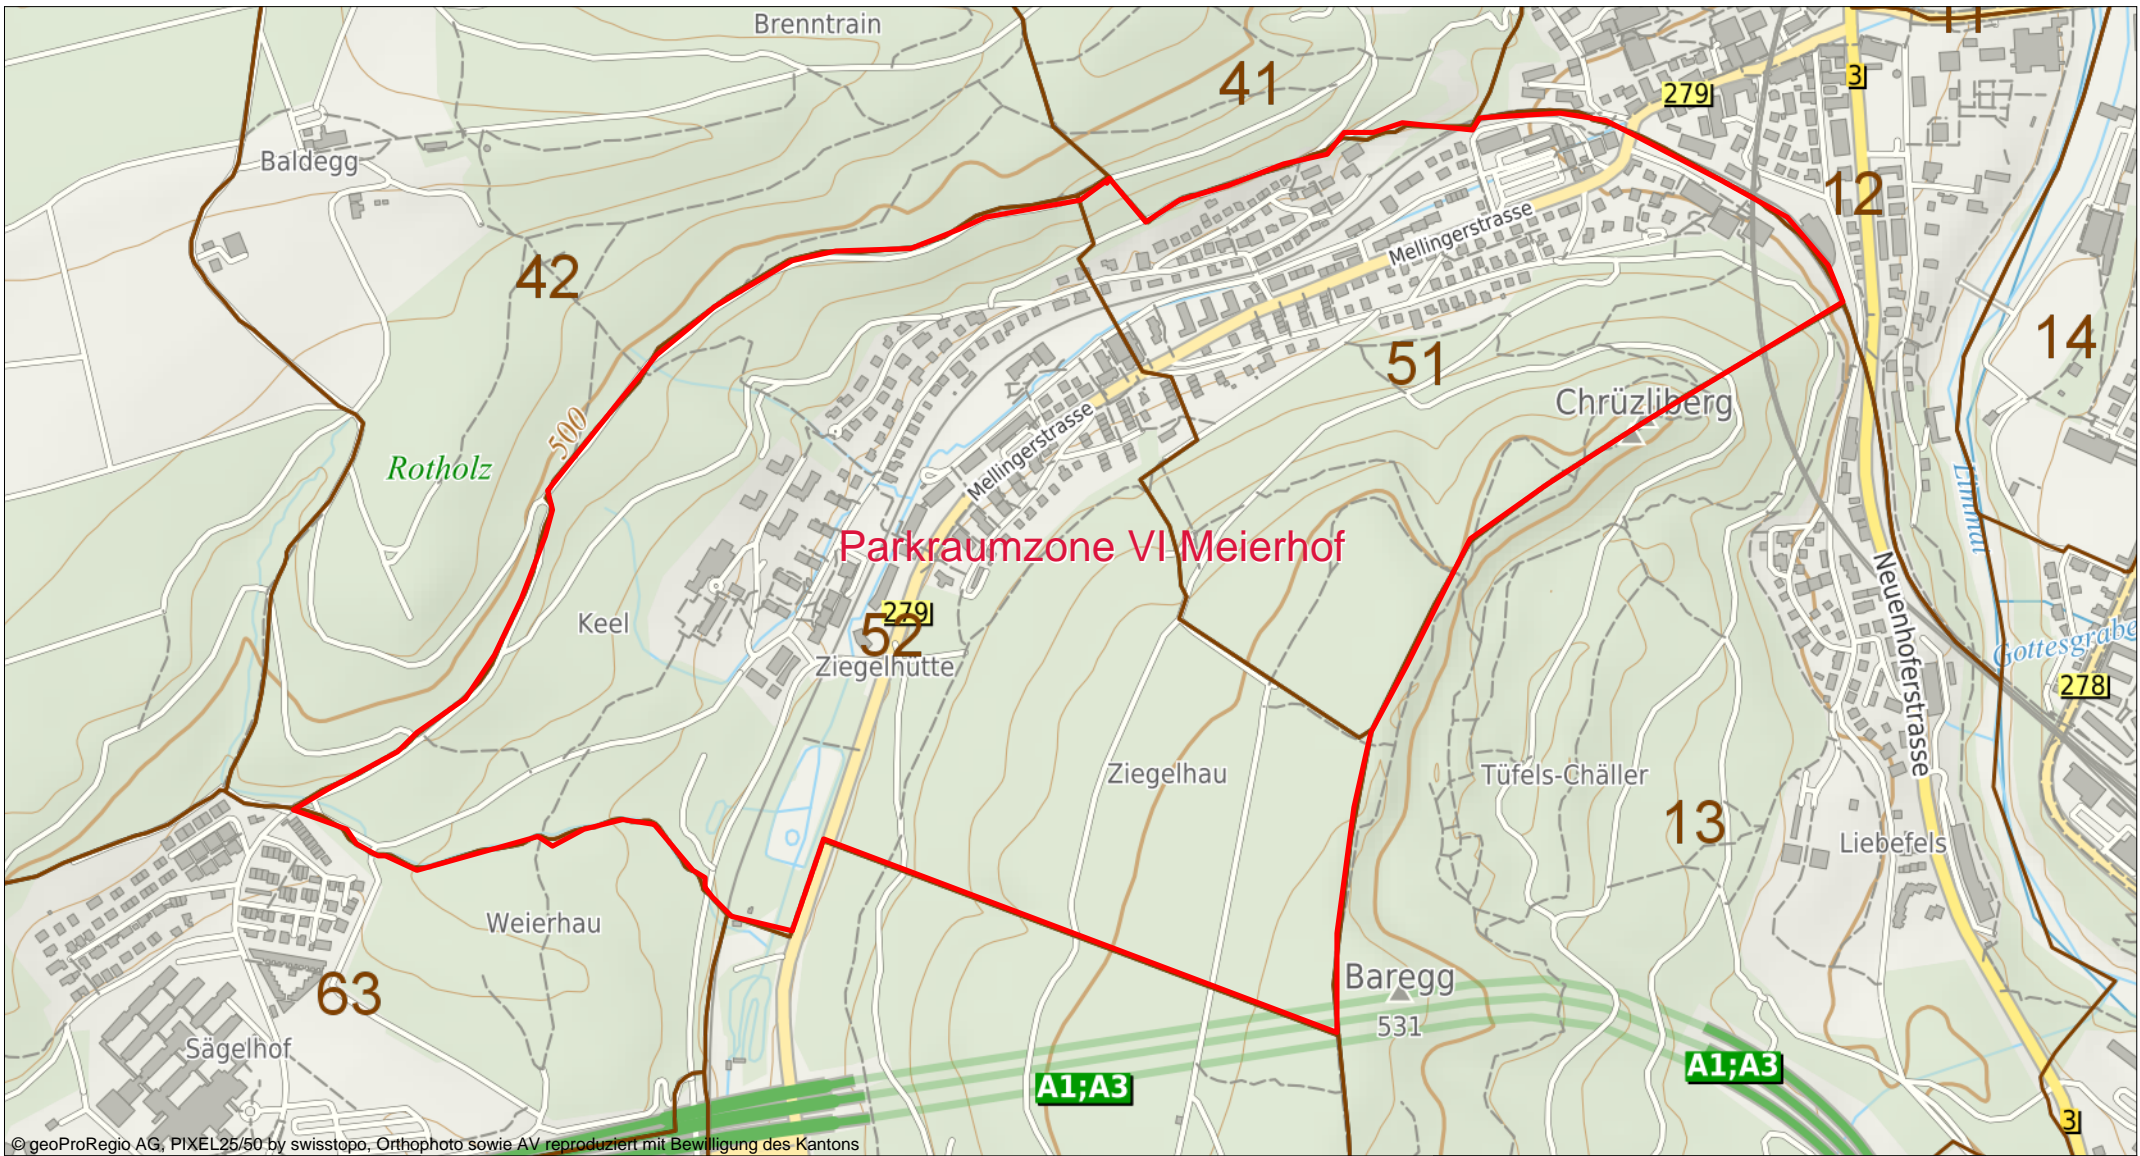 Brenntrain
11
41
3
279
Baldegg
12
Mellingerstrasse
42
14
51
Chrüzliberg
500
Rotholz
Mellingerstrasse
Limmat
Parkraumzone VI Meierhof
279
Keel
52
Neuenhoferstrasse
Ziegelhütte
278
Ziegelhau
Tüfels-Chäller
13
Liebefels
Weierhau
63
Baregg
531
Sägelhof
A1;A3
A1;A3
3
© geoProRegio AG, PIXEL25/50 by swisstopo, Orthophoto sowie AV reproduziert mit Bewilligung des Kantons